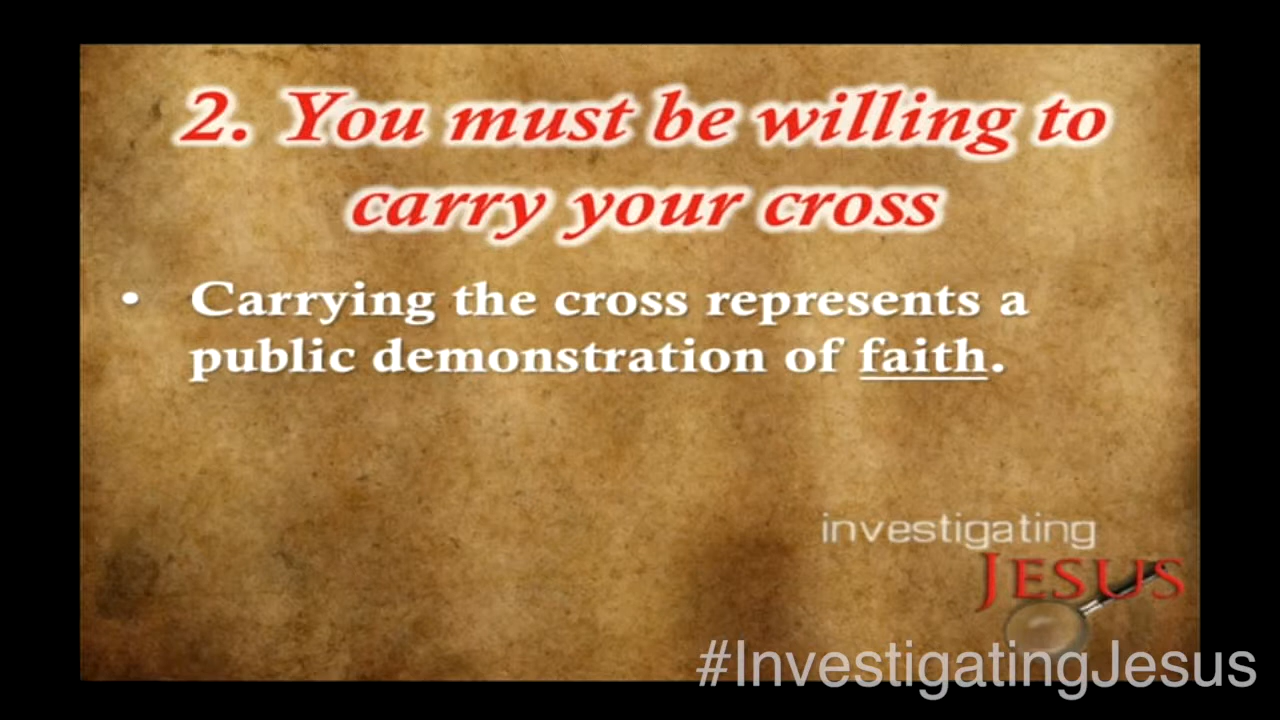 2. You must be willing to
carry your cross
• Carrying the cross represents a
public demonstration of faith.
investigating
JESUS
#InvestigatingJesus